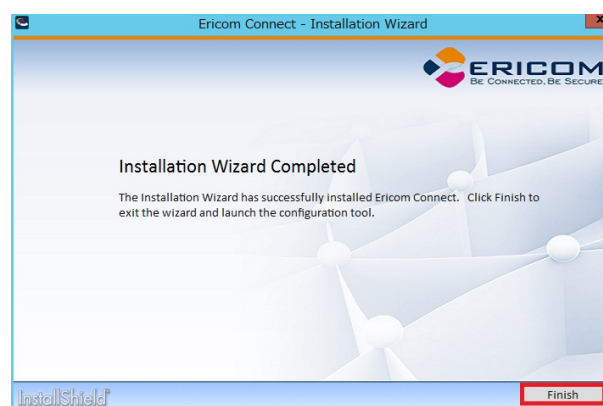 Ericom Connect - Installation Wizard
x
ERICOM
BE CONNECTED, BE SECURE
Installation Wizard Completed
The Installation Wizard has successfully installed Ericom Connect. Click Finish to
exit the wizard and launch the configuration tool.
InstallShield
Finish